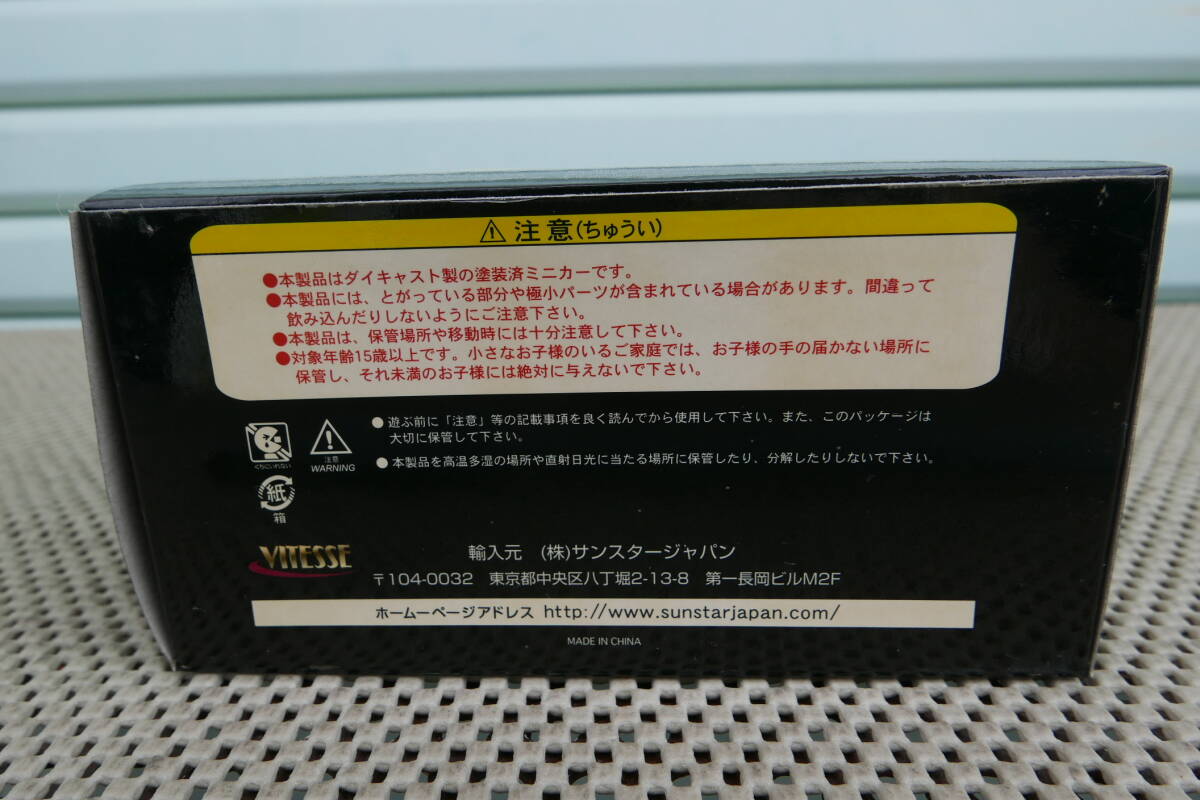 注意(ちゅうい)
●本製品はダイキャスト製の塗装済ミニカーです。
●本製品には、とがっている部分や極小パーツが含まれている場合があります。間違って
飲み込んだりしないようにご注意下さい。
●本製品は、保管場所や移動時には十分注意して下さい。
●対象年齢15歳以上です。小さなお子様のいるご家庭では、お子様の手の届かない場所に
保管し、それ未満のお子様には絶対に与えないで下さい。
●遊ぶ前に「注意」等の記載事項を良く読んでから使用して下さい。また、このパッケージは
大切に保管して下さい。
●本製品を高温多湿の場所や直射日光に当たる場所に保管したり、分解したりしないで下さい。
くちにいれない
注意
WARNING
紙
箱
VITESSE
輸入元 (株)サンスタージャパン
〒104-0032 東京都中央区八丁堀2-13-8 第一長岡ビルM2F
ホームーページアドレス http://www.sunstarjapan.com/
MADE IN CHINA